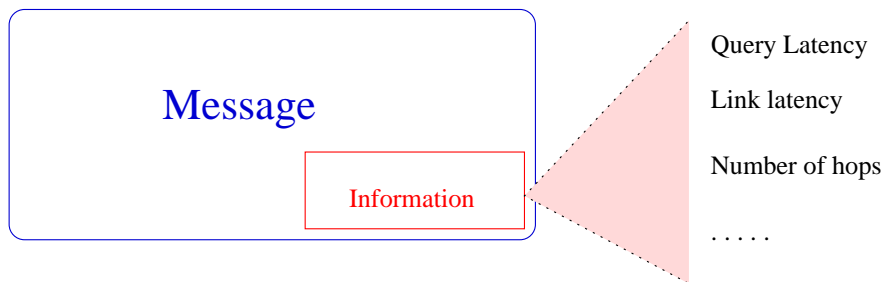 Message
Information
Query Latency
Link latency
Number of hops
. . . . .